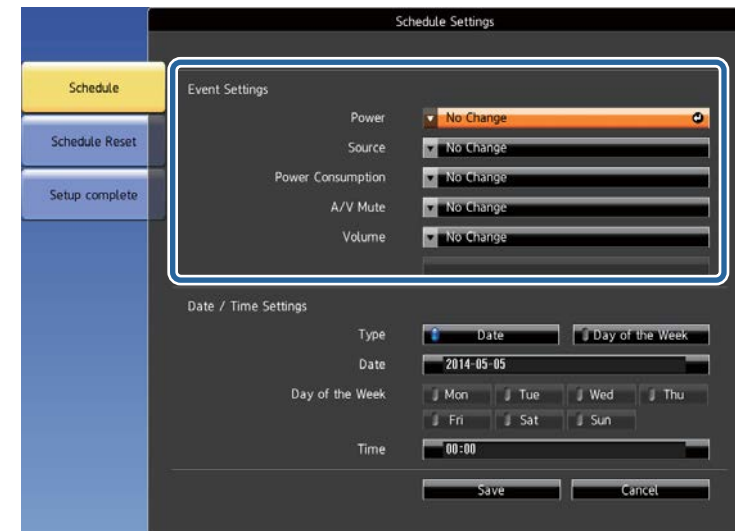 Schedule Settings
Schedule
Schedule Reset
Setup complete
Event Settings
Power No Change
Source No Change
Power Consumption No Change
A/V Mute No Change
Volume No Change
Date / Time Settings
Type Date Day of the Week
Date 2014-05-05
Day of the Week Mon Tue Wed Thu
Fri Sat Sun
Time 00:00
Save Cancel